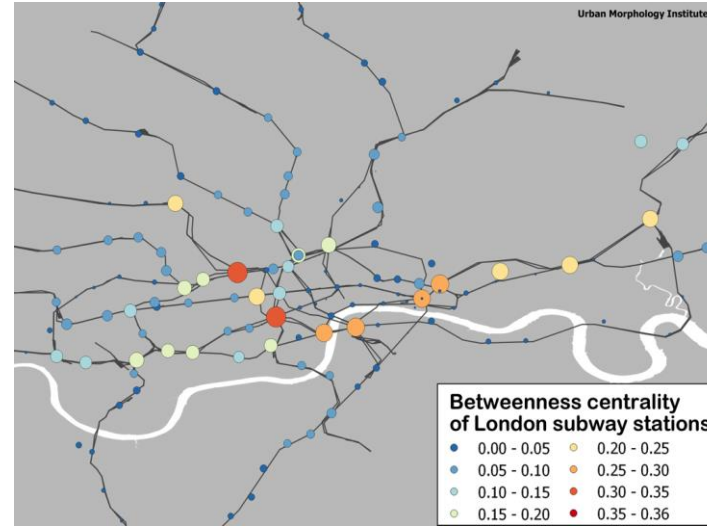 Urban Morphology Institute
Betweenness centrality
of London subway stations
0.00 - 0.05
0.05 - 0.10
0.10 - 0.15
0.15 - 0.20
0.20 - 0.25
0.25 - 0.30
0.30 - 0.35
0.35 - 0.36